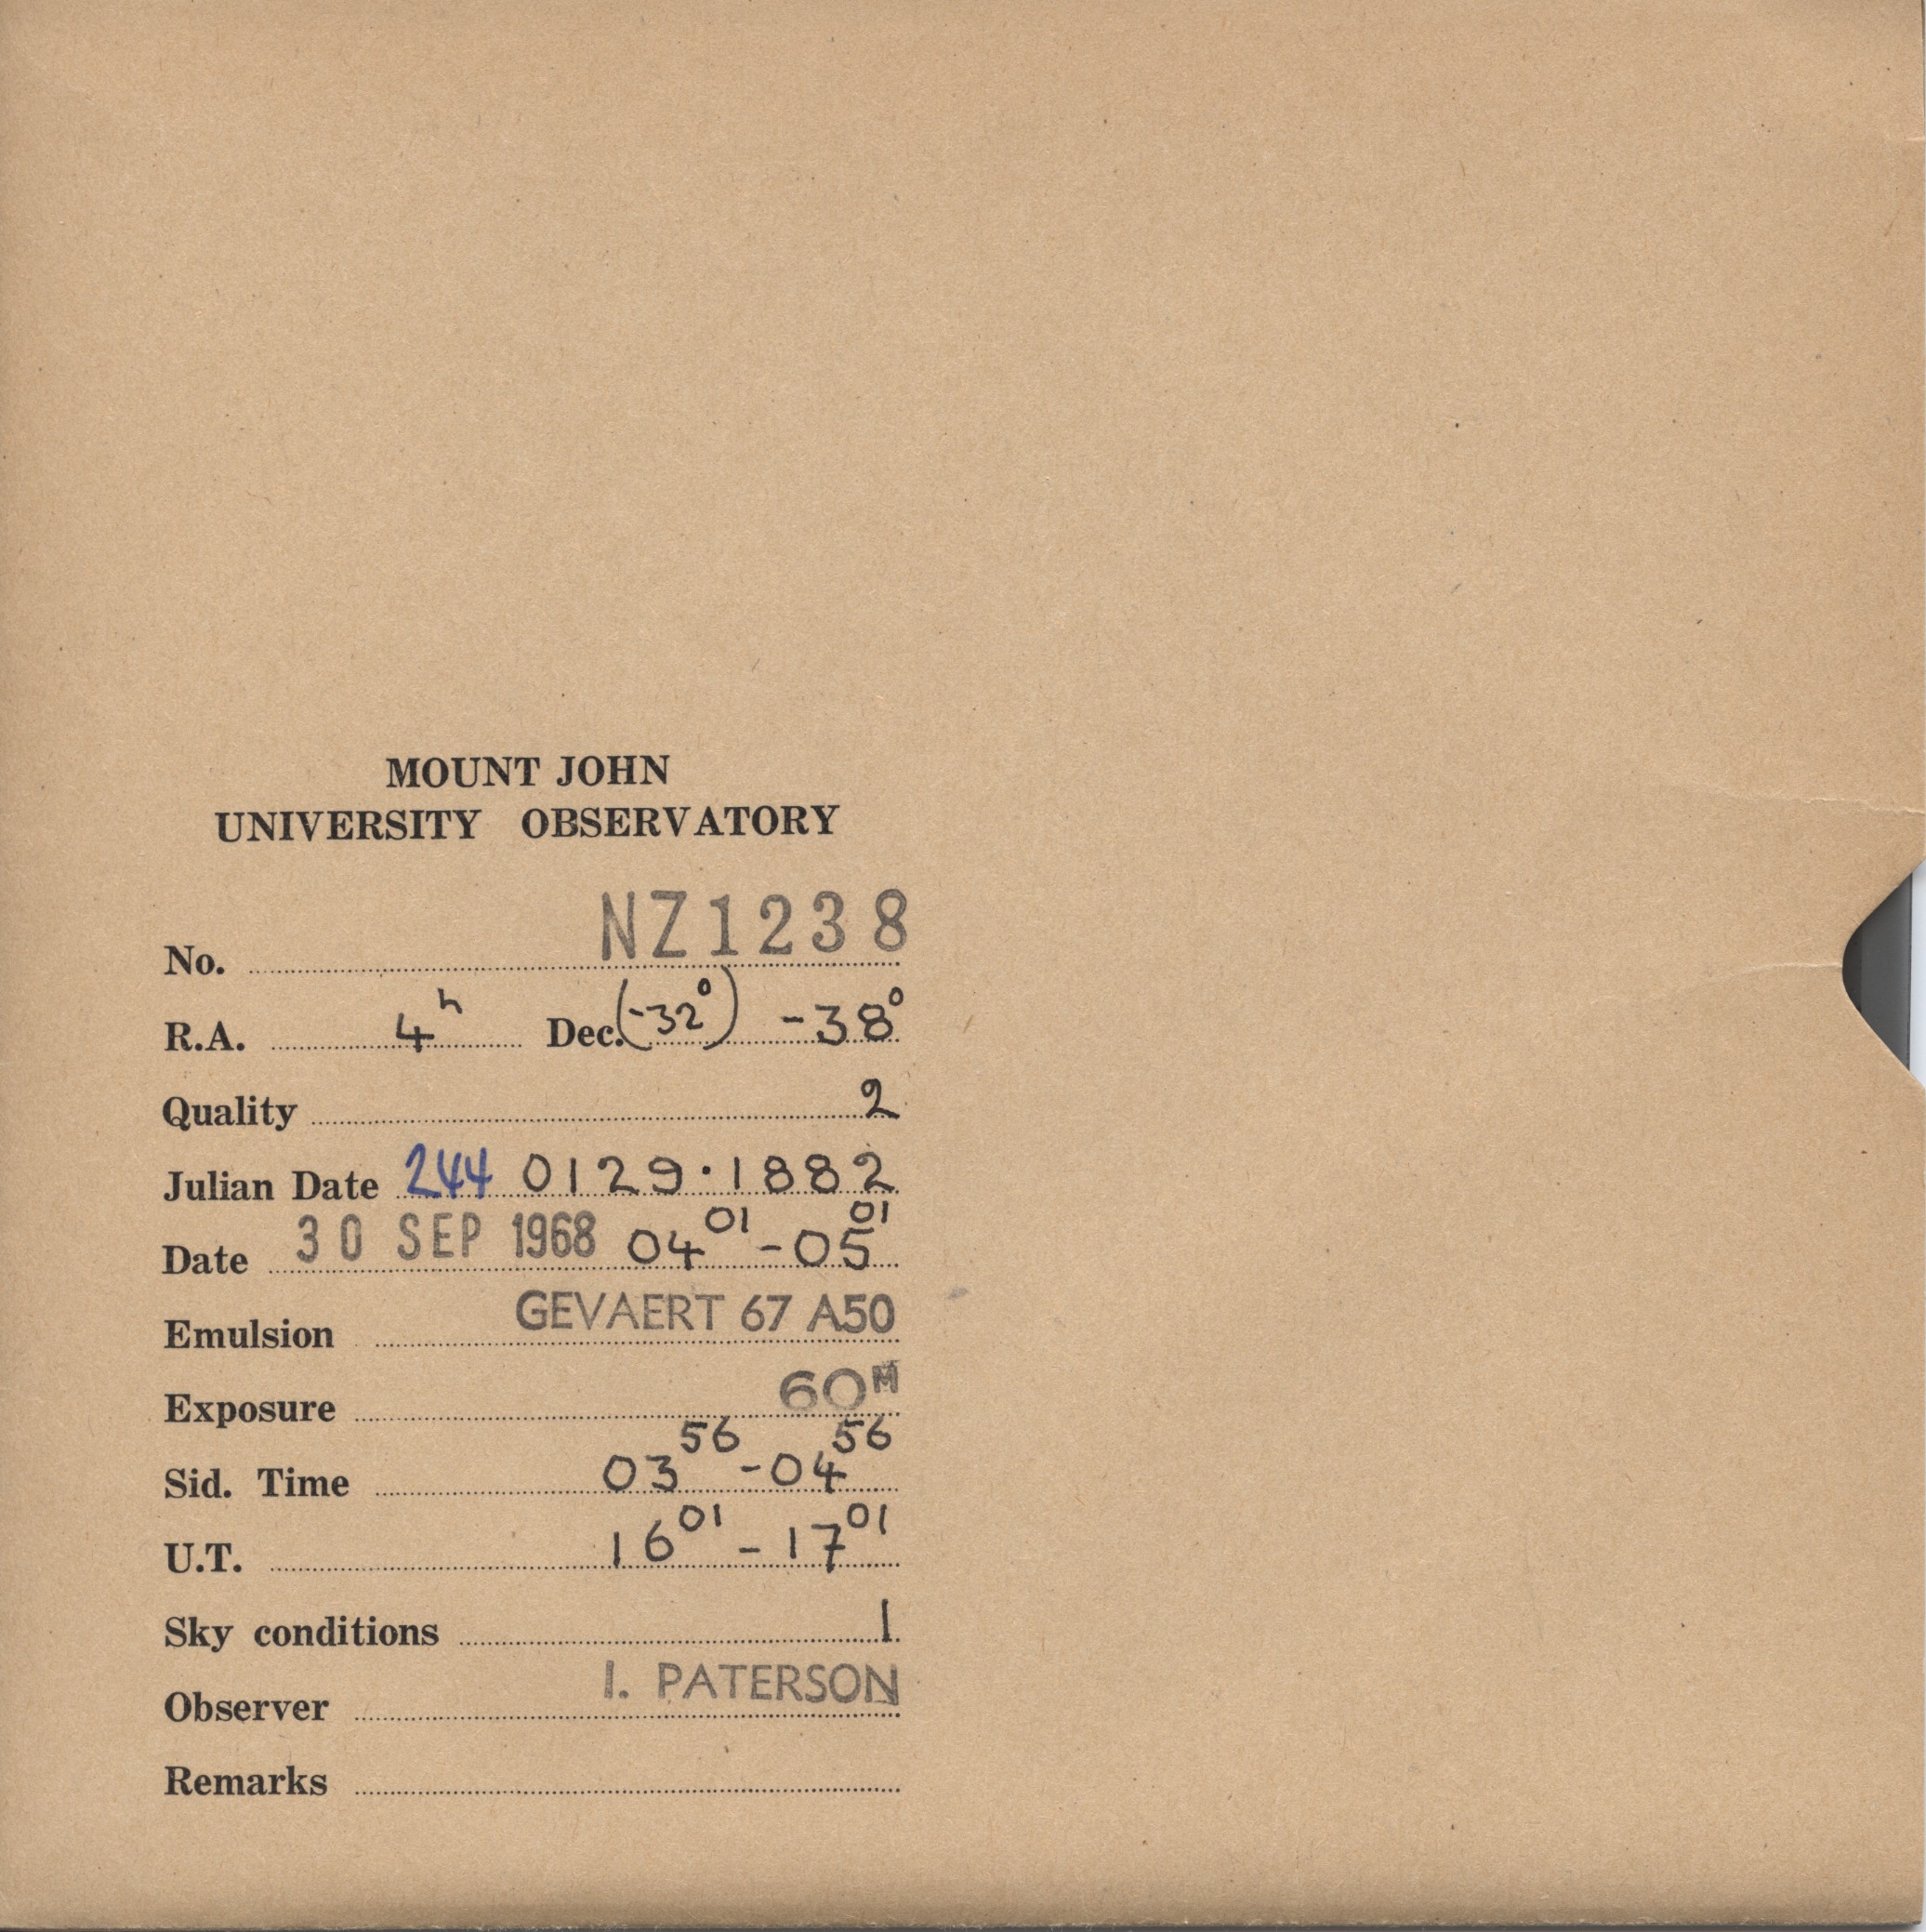 MOUNT JOHN
UNIVERSITY OBSERVATORY
No. NZ1238
R.A. 4h Dec. (-32°) -38°
Quality 2
Julian Date 244 0129.1882
Date 30 SEP 1968 04 01 - 05 01
Emulsion GEVAERT 67 A50
Exposure 60M
Sid. Time 03 56 - 04 56
U.T. 16 01 - 17 01
Sky conditions 1
Observer I. PATERSON
Remarks